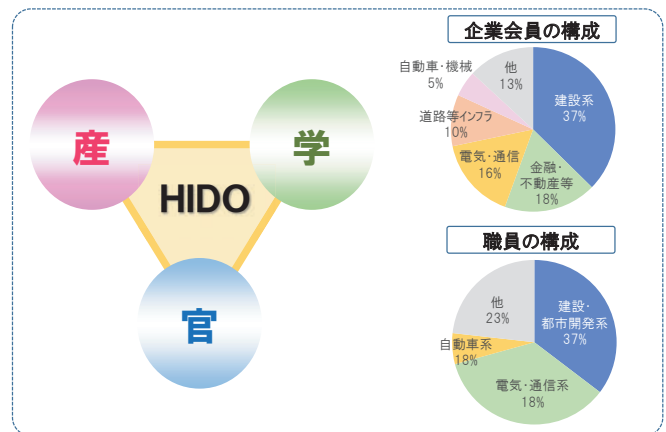 産
学
HIDO
官
企業会員の構成
建設系
37%
金融・
不動産等
18%
電気・通信
16%
道路等インフラ
10%
自動車・機械
5%
他
13%
職員の構成
建設・
都市開発系
37%
電気・通信系
18%
自動車系
18%
他
23%